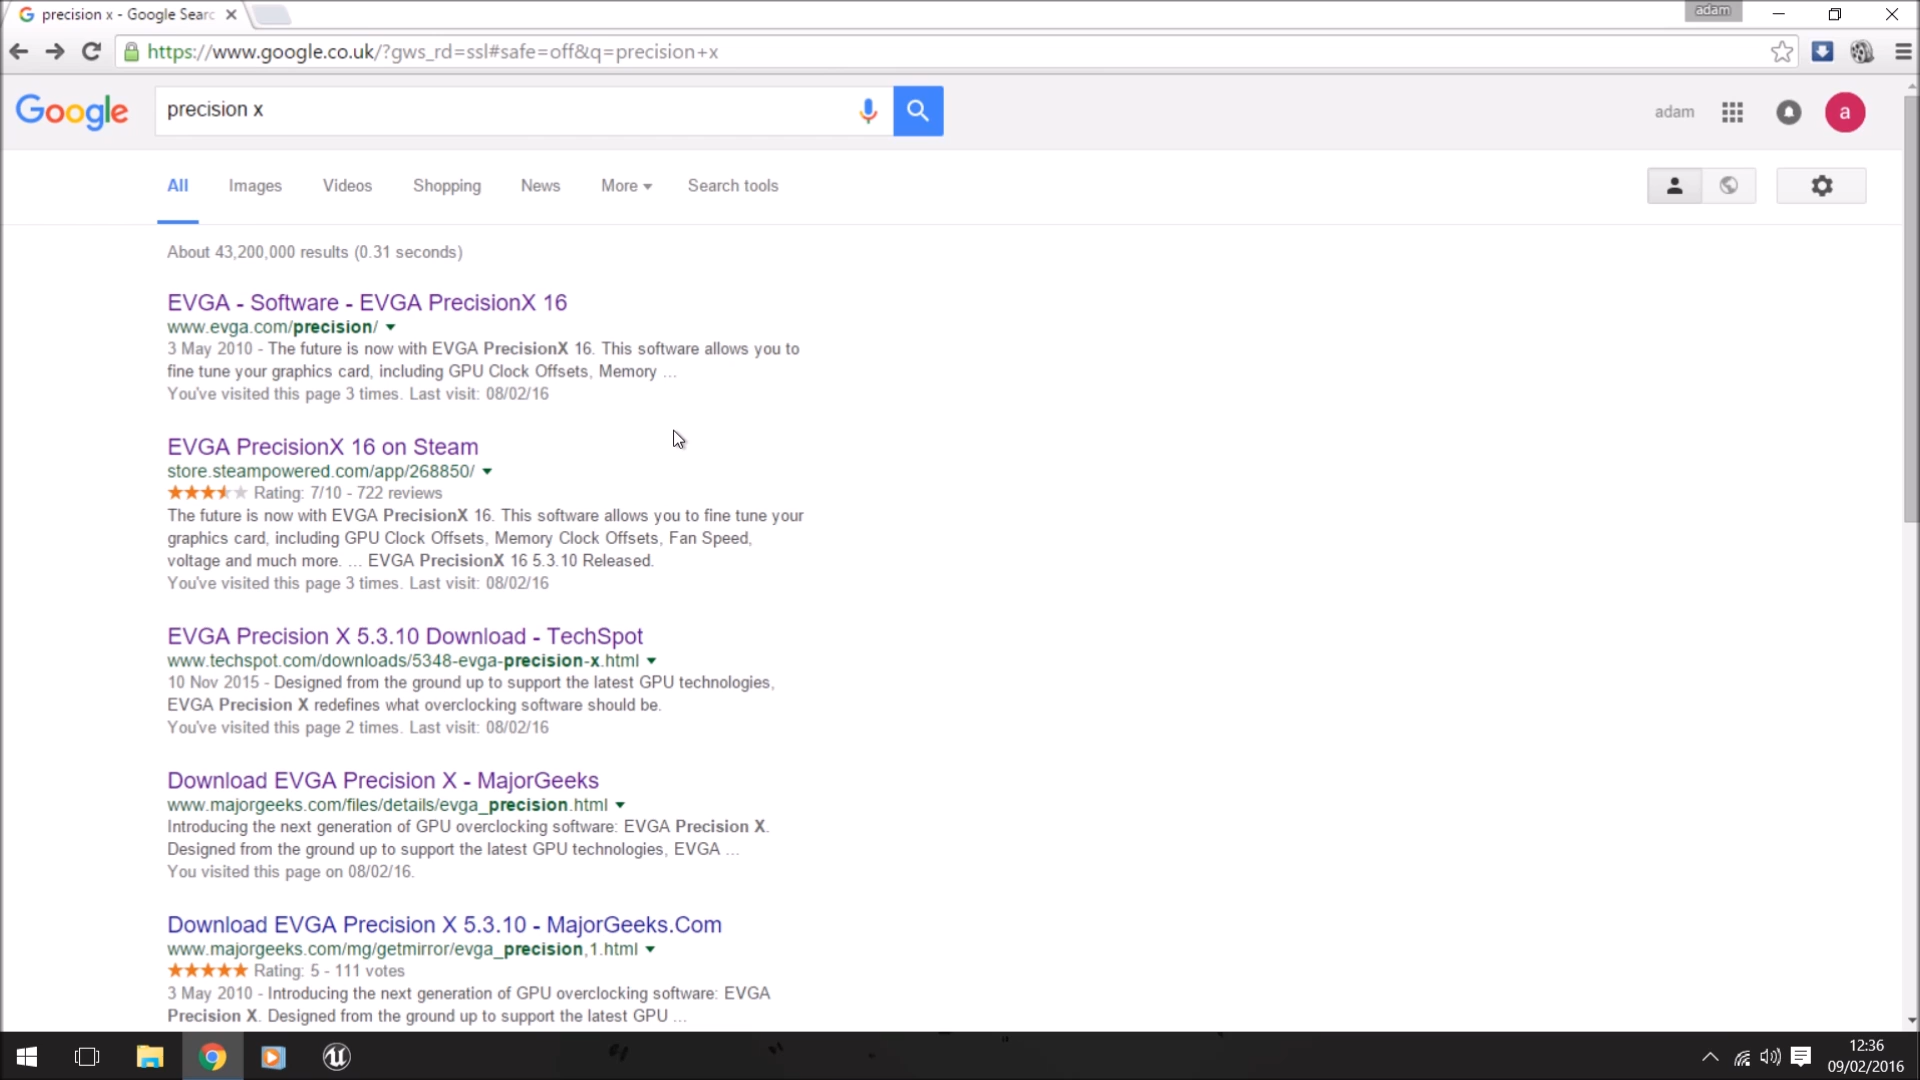 precision x - Google Searc
adam
https://www.google.co.uk/?gws_rd=ssl#safe=off&q=precision+x
Google
precision x
adam
a
All Images Videos Shopping News More Search tools
About 43,200,000 results (0.31 seconds)
EVGA - Software - EVGA PrecisionX 16
www.evga.com/precision/
3 May 2010 - The future is now with EVGA PrecisionX 16. This software allows you to
fine tune your graphics card, including GPU Clock Offsets, Memory ...
You've visited this page 3 times. Last visit: 08/02/16
EVGA PrecisionX 16 on Steam
store.steampowered.com/app/268850/
Rating: 7/10 - 722 reviews
The future is now with EVGA PrecisionX 16. This software allows you to fine tune your
graphics card, including GPU Clock Offsets, Memory Clock Offsets, Fan Speed,
voltage and much more. ... EVGA PrecisionX 16 5.3.10 Released.
You've visited this page 3 times. Last visit: 08/02/16
EVGA Precision X 5.3.10 Download - TechSpot
www.techspot.com/downloads/5348-evga-precision-x.html
10 Nov 2015 - Designed from the ground up to support the latest GPU technologies,
EVGA Precision X redefines what overclocking software should be.
You've visited this page 2 times. Last visit: 08/02/16
Download EVGA Precision X - MajorGeeks
www.majorgeeks.com/files/details/evga_precision.html
Introducing the next generation of GPU overclocking software: EVGA Precision X.
Designed from the ground up to support the latest GPU technologies, EVGA ...
You visited this page on 08/02/16.
Download EVGA Precision X 5.3.10 - MajorGeeks.Com
www.majorgeeks.com/mg/getmirror/evga_precision,1.html
Rating: 5 - 111 votes
3 May 2010 - Introducing the next generation of GPU overclocking software: EVGA
Precision X. Designed from the ground up to support the latest GPU ...
12:36
09/02/2016